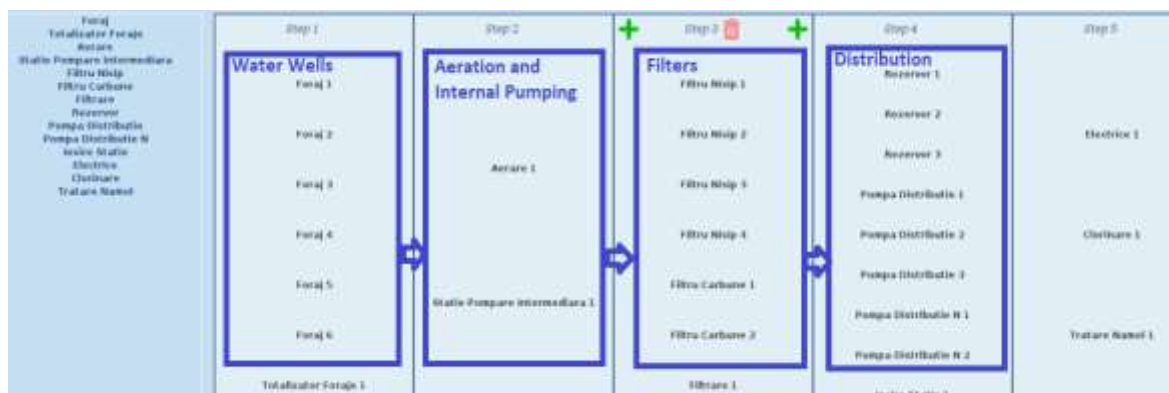 Foraj
Totalizator Foraje
Aerare
Statie Pompare Intermediara
Filtru Nisip
Filtru Carbune
Filtrare
Rezervor
Pompa Distributie
Pompa Distributie N
Iesire Statie
Electrice
Clorinare
Tratare Namol
Step 1
Water Wells
Foraj 1
Foraj 2
Foraj 3
Foraj 4
Foraj 5
Foraj 6
Totalizator Foraje 1
Step 2
Aeration and
Internal Pumping
Aerare 1
Statie Pompare Intermediara 1
Step 3
Filters
Filtru Nisip 1
Filtru Nisip 2
Filtru Nisip 3
Filtru Nisip 4
Filtru Carbune 1
Filtru Carbune 2
Filtrare 1
Step 4
Distribution
Rezervor 1
Rezervor 2
Rezervor 3
Pompa Distributie 1
Pompa Distributie 2
Pompa Distributie 3
Pompa Distributie N 1
Pompa Distributie N 2
Step 5
Electrice 1
Clorinare 1
Tratare Namol 1